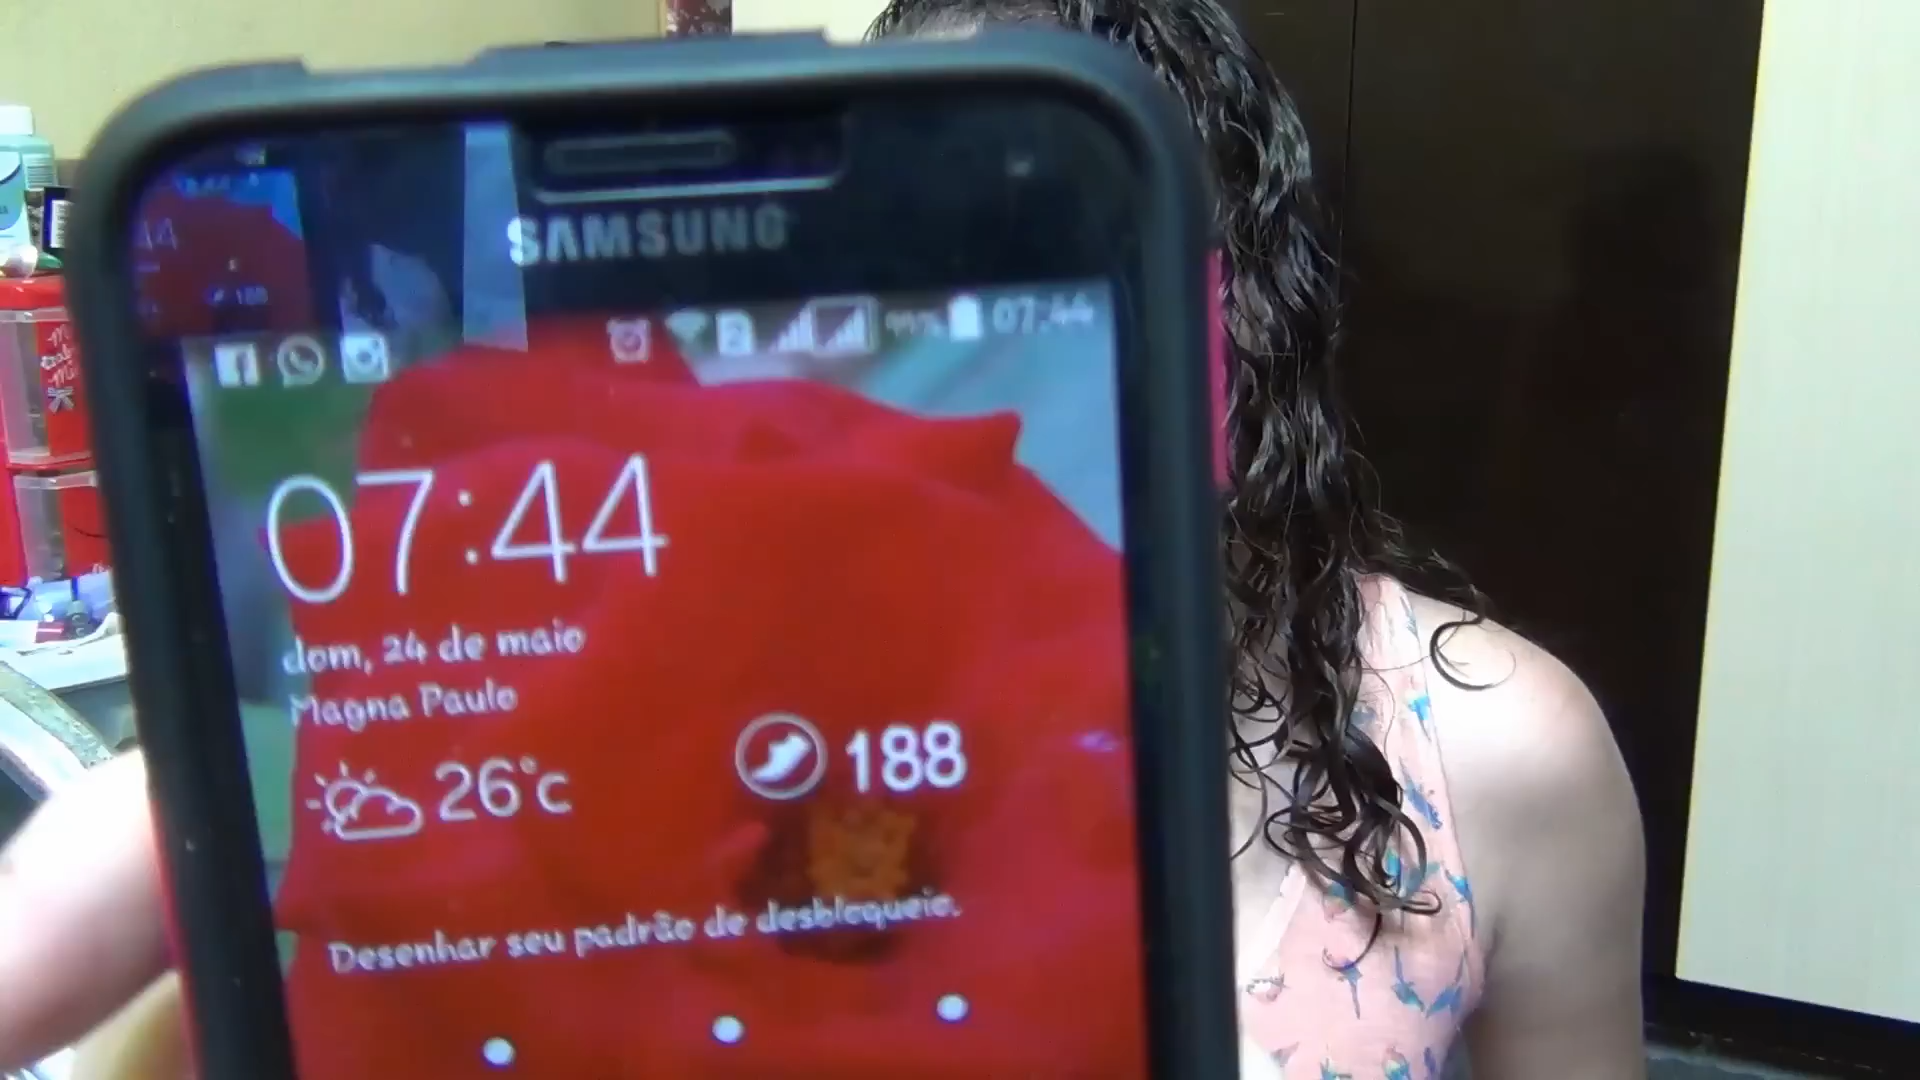 SAMSUNG
07:44
07:44
dom, 24 de maio
Magna Paulo
26°c
188
Desenhar seu padrão de desbloqueio.